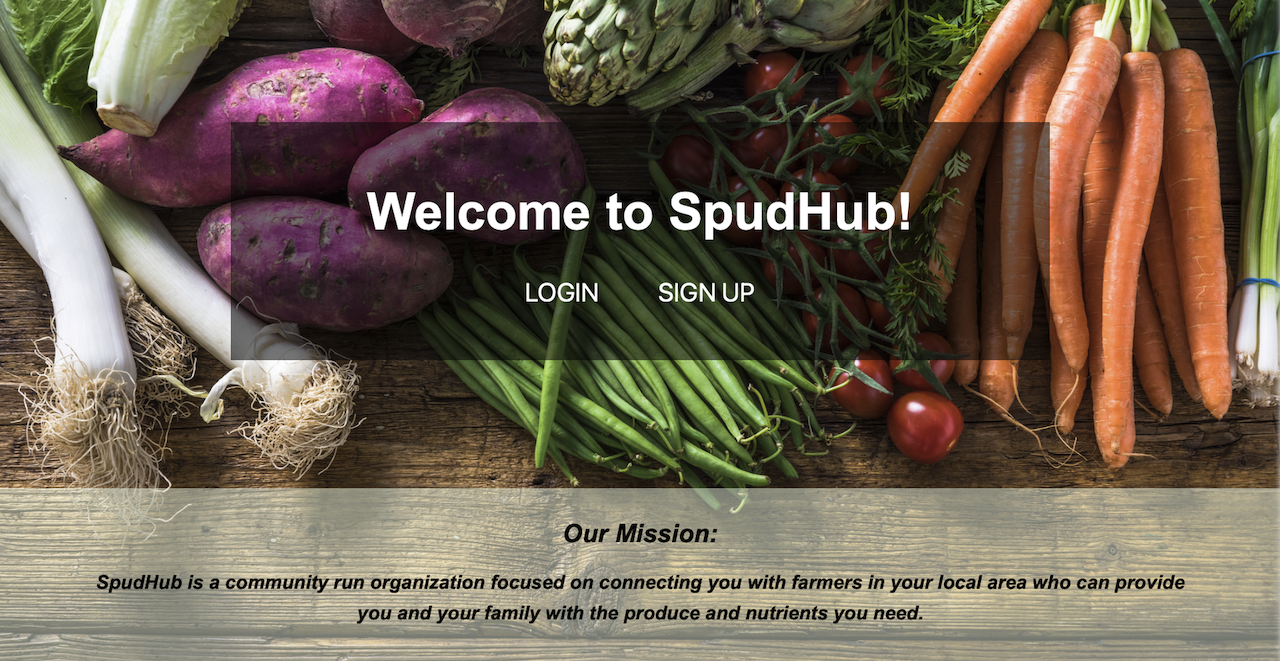 Welcome to SpudHub!
LOGIN SIGN UP
Our Mission:
SpudHub is a community run organization focused on connecting you with farmers in your local area who can provide
you and your family with the produce and nutrients you need.